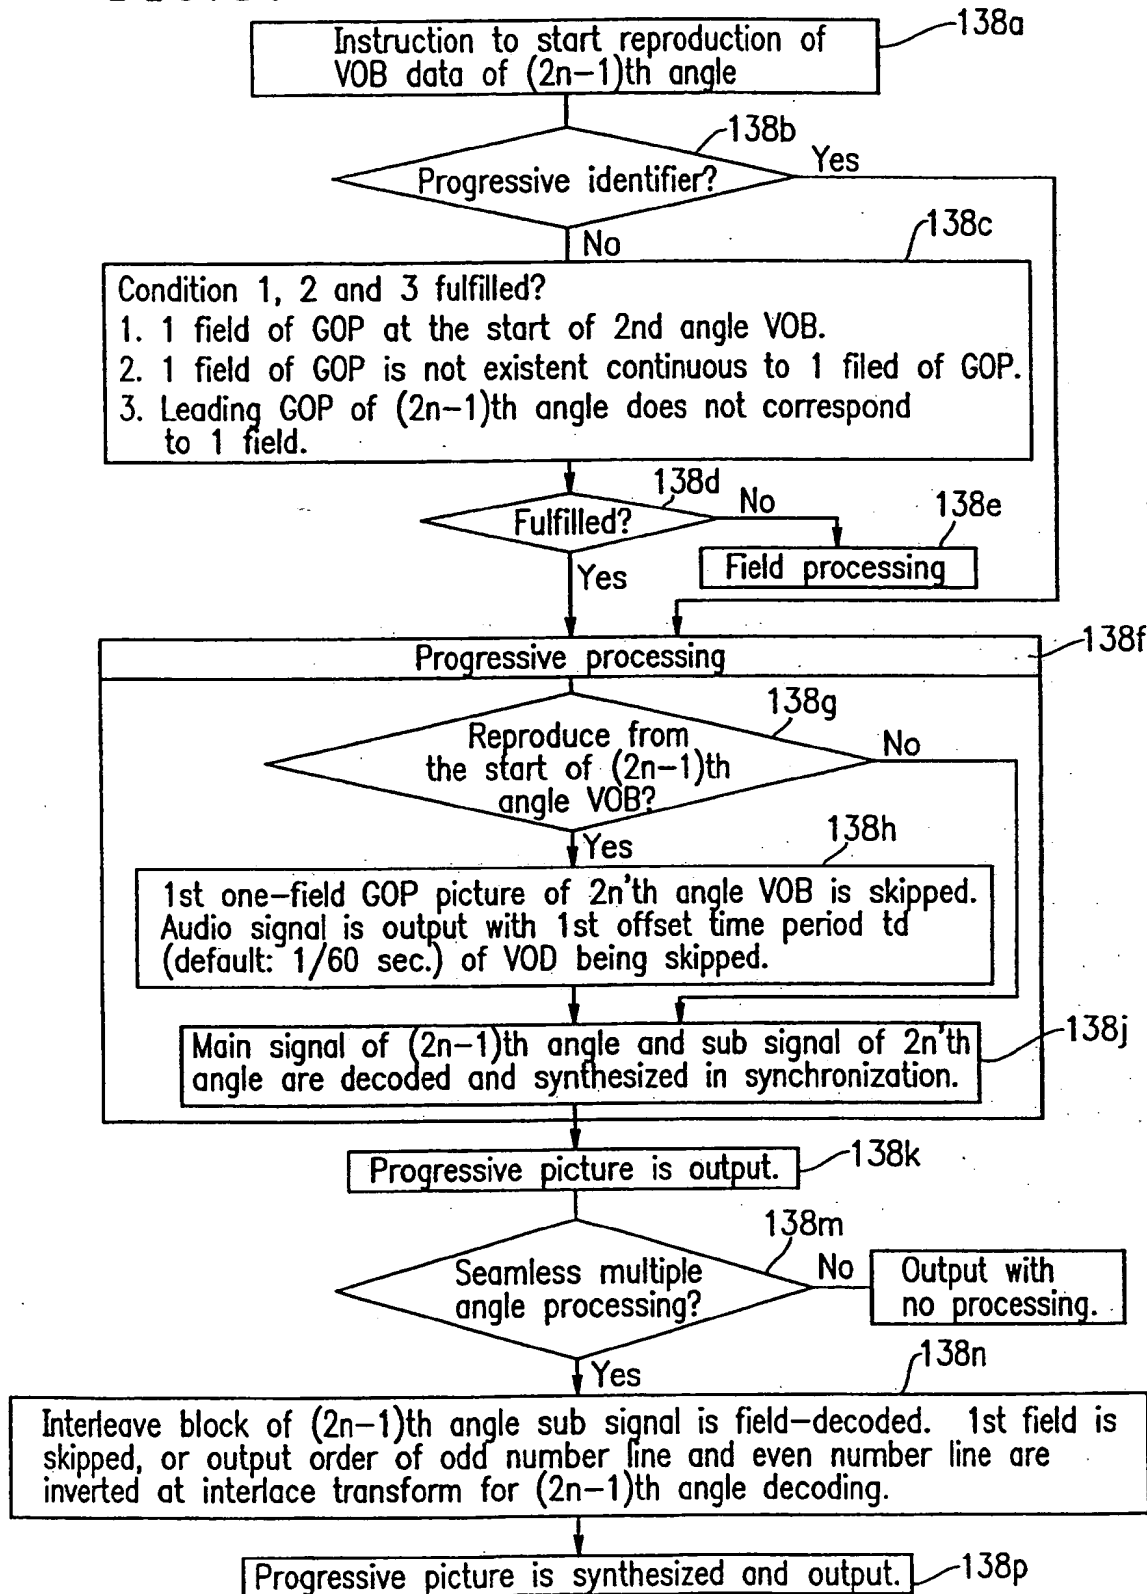 Instruction to start reproduction of
VOB data of (2n-1)th angle
138a
138b
Progressive identifier?
Yes
No
138c
Condition 1, 2 and 3 fulfilled?
1. 1 field of GOP at the start of 2nd angle VOB.
2. 1 field of GOP is not existent continuous to 1 filed of GOP.
3. Leading GOP of (2n-1)th angle does not correspond
to 1 field.
138d
Fulfilled?
No
138e
Field processing
Yes
Progressive processing
138f
138g
Reproduce from
the start of (2n-1)th
angle VOB?
No
Yes
138h
1st one-field GOP picture of 2n'th angle VOB is skipped.
Audio signal is output with 1st offset time period td
(default: 1/60 sec.) of VOD being skipped.
Main signal of (2n-1)th angle and sub signal of 2n'th
angle are decoded and synthesized in synchronization.
138j
Progressive picture is output.
138k
138m
Seamless multiple
angle processing?
No
Output with
no processing.
Yes
138n
Interleave block of (2n-1)th angle sub signal is field-decoded. 1st field is
skipped, or output order of odd number line and even number line are
inverted at interlace transform for (2n-1)th angle decoding.
Progressive picture is synthesized and output.
138p